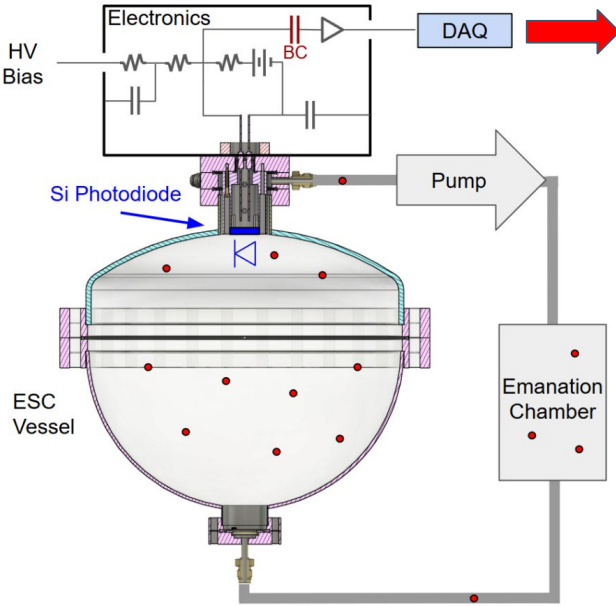 Electronics
HV
Bias
BC
DAQ
Si Photodiode
Pump
ESC
Vessel
Emanation
Chamber